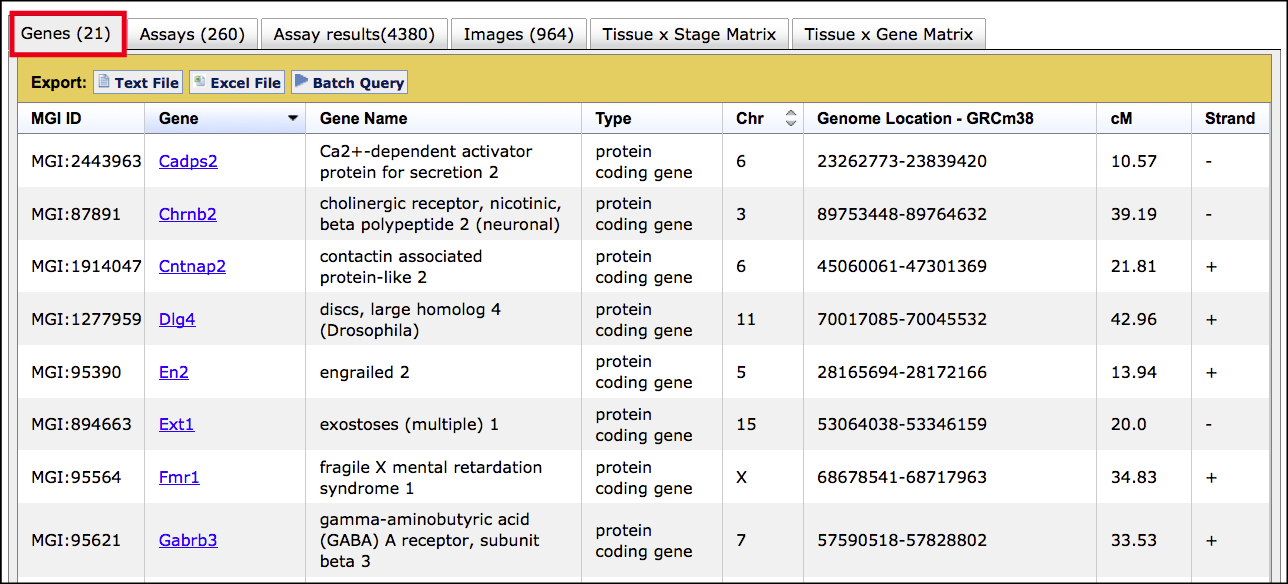 Genes (21) Assays (260) Assay results(4380) Images (964) Tissue x Stage Matrix Tissue x Gene Matrix
Export: Text File Excel File Batch Query
MGI ID Gene Gene Name Type Chr Genome Location - GRCm38 cM Strand
MGI:2443963 Cadps2 Ca2+-dependent activator protein 6 23262773-23839420 10.57 -
protein for secretion 2 coding gene
MGI:87891 Chrnb2 cholinergic receptor, nicotinic, protein 3 89753448-89764632 39.19 -
beta polypeptide 2 (neuronal) coding gene
MGI:1914047 Cntnap2 contactin associated protein 6 45060061-47301369 21.81 +
protein-like 2 coding gene
MGI:1277959 Dlg4 discs, large homolog 4 protein 11 70017085-70045532 42.96 +
(Drosophila) coding gene
MGI:95390 En2 engrailed 2 protein 5 28165694-28172166 13.94 +
coding gene
MGI:894663 Ext1 exostoses (multiple) 1 protein 15 53064038-53346159 20.0 -
coding gene
MGI:95564 Fmr1 fragile X mental retardation protein X 68678541-68717963 34.83 +
syndrome 1 coding gene
MGI:95621 Gabrb3 gamma-aminobutyric acid protein 7 57590518-57828802 33.53 +
(GABA) A receptor, subunit coding gene
beta 3